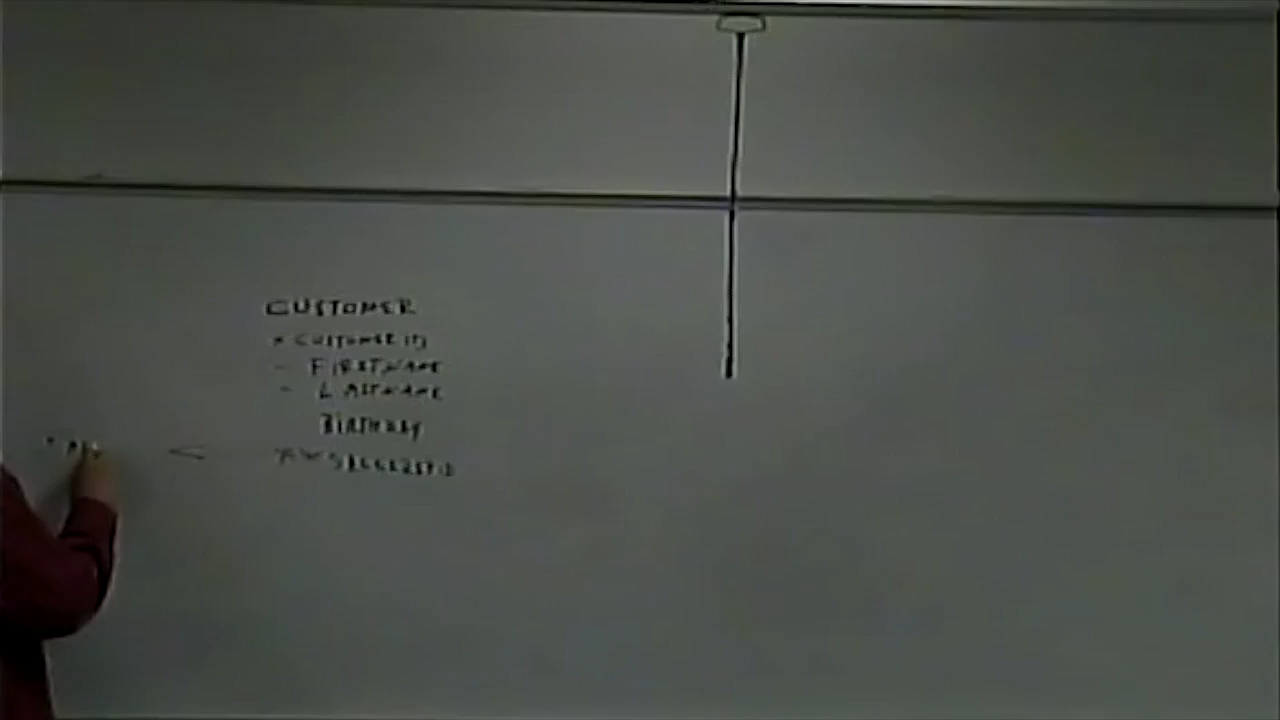 CUSTOMER
* CUSTOMER ID
- FIRSTNAME
- LASTNAME
BIRTHDAY